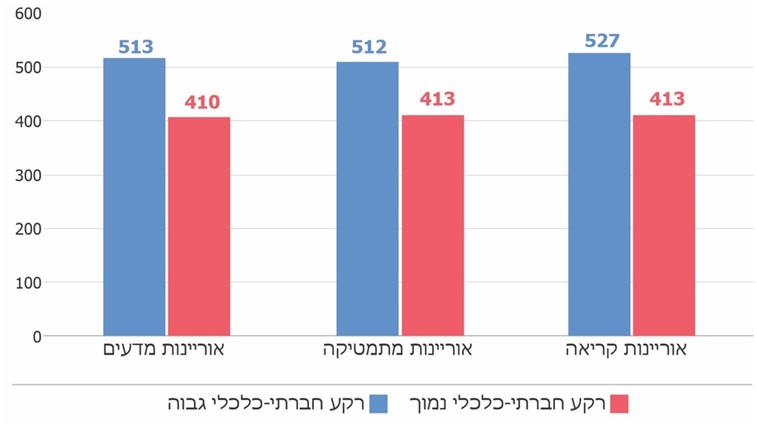 600
500
400
300
200
100
0
513
410
512
413
527
413
אוריינות מדעים
אוריינות מתמטיקה
אוריינות קריאה
רקע חברתי-כלכלי נמוך
רקע חברתי-כלכלי גבוה